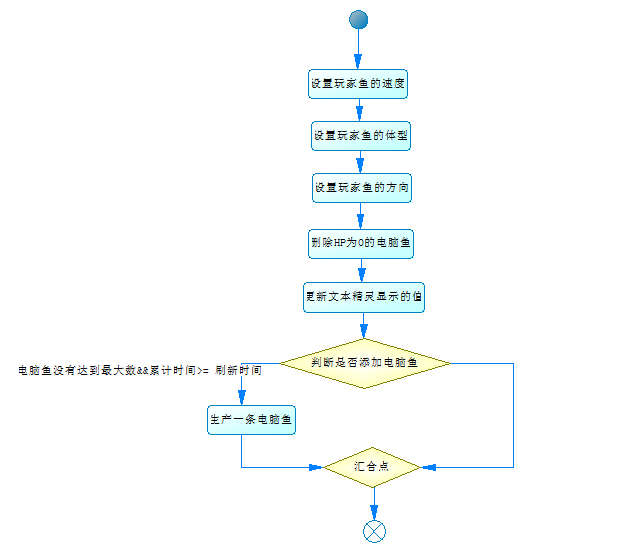 设置玩家鱼的速度
设置玩家鱼的体型
设置玩家鱼的方向
删除HP为0的电脑鱼
更新文本精灵显示的值
判断是否添加电脑鱼
电脑鱼没有达到最大数&&累计时间>= 刷新时间
生产一条电脑鱼
汇合点